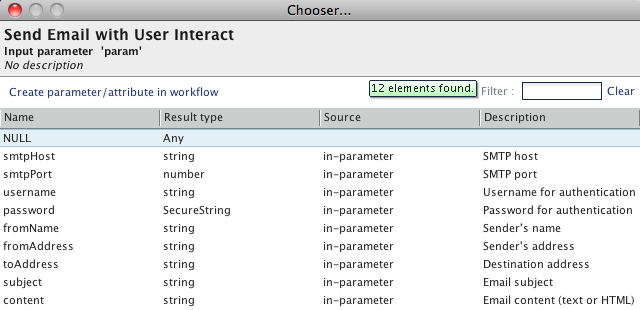 Chooser...
Send Email with User Interact
Input parameter 'param'
No description
Create parameter/attribute in workflow 12 elements found. Filter : Clear
Name Result type Source Description
NULL Any
smtpHost string in-parameter SMTP host
smtpPort number in-parameter SMTP port
username string in-parameter Username for authentication
password SecureString in-parameter Password for authentication
fromName string in-parameter Sender's name
fromAddress string in-parameter Sender's address
toAddress string in-parameter Destination address
subject string in-parameter Email subject
content string in-parameter Email content (text or HTML)